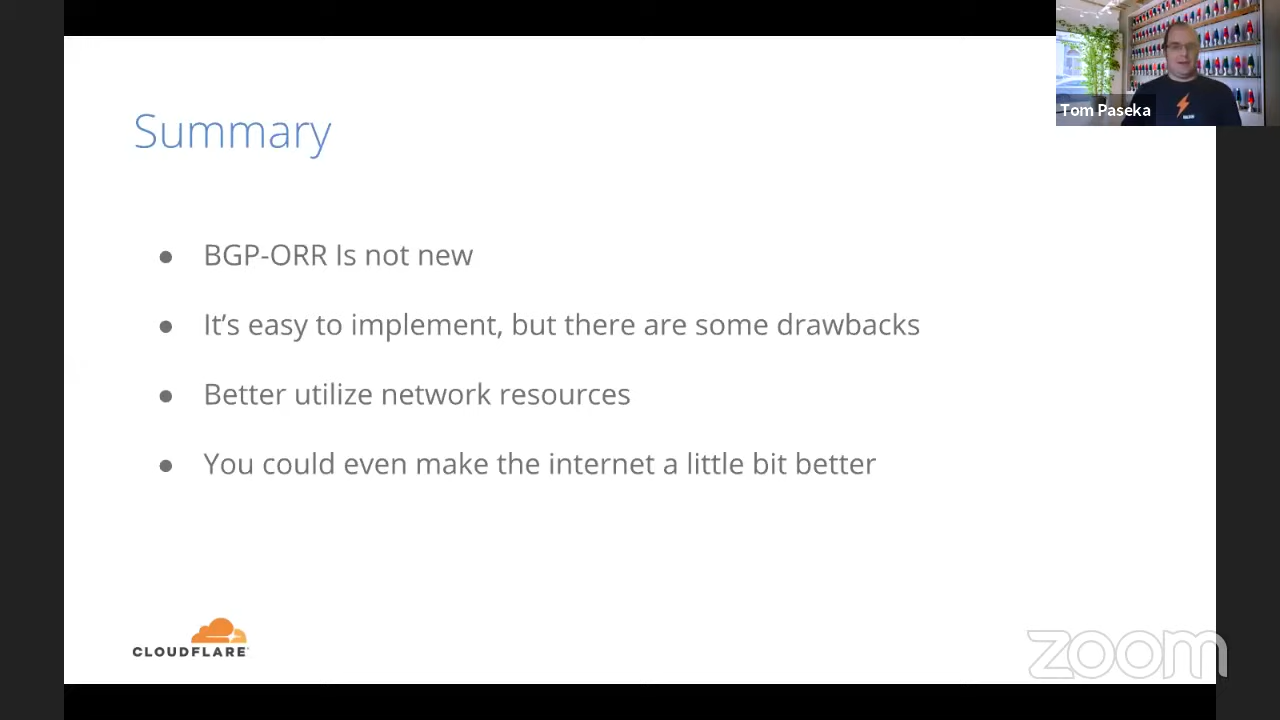 Tom Paseka
Summary
● BGP-ORR Is not new
● It’s easy to implement, but there are some drawbacks
● Better utilize network resources
● You could even make the internet a little bit better
CLOUDFLARE
zoom